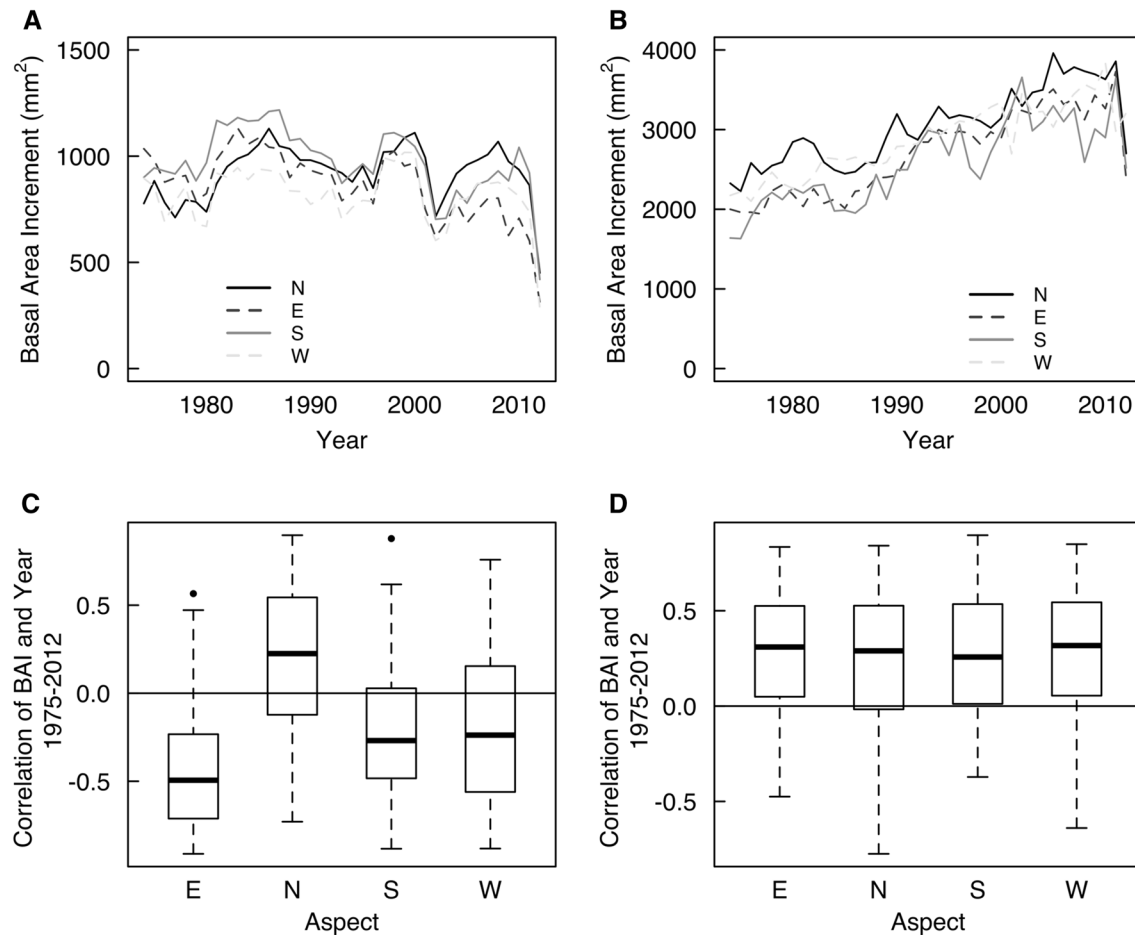 A
Basal Area Increment (mm²)
1500
1000
500
0
N
E
S
W
1980 1990 2000 2010
Year
B
Basal Area Increment (mm²)
4000
3000
2000
1000
0
N
E
S
W
1980 1990 2000 2010
Year
C
Correlation of BAI and Year
1975-2012
0.5
0.0
-0.5
E N S W
Aspect
D
Correlation of BAI and Year
1975-2012
0.5
0.0
-0.5
E N S W
Aspect